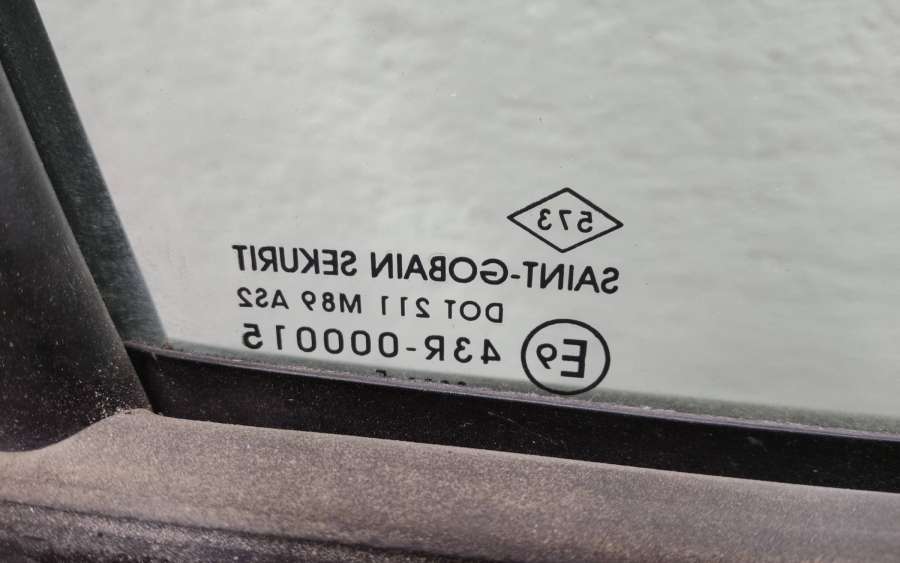 573
SAINT-GOBAIN SEKURIT
DOT 211 M89 AS2
E9 43R-000015